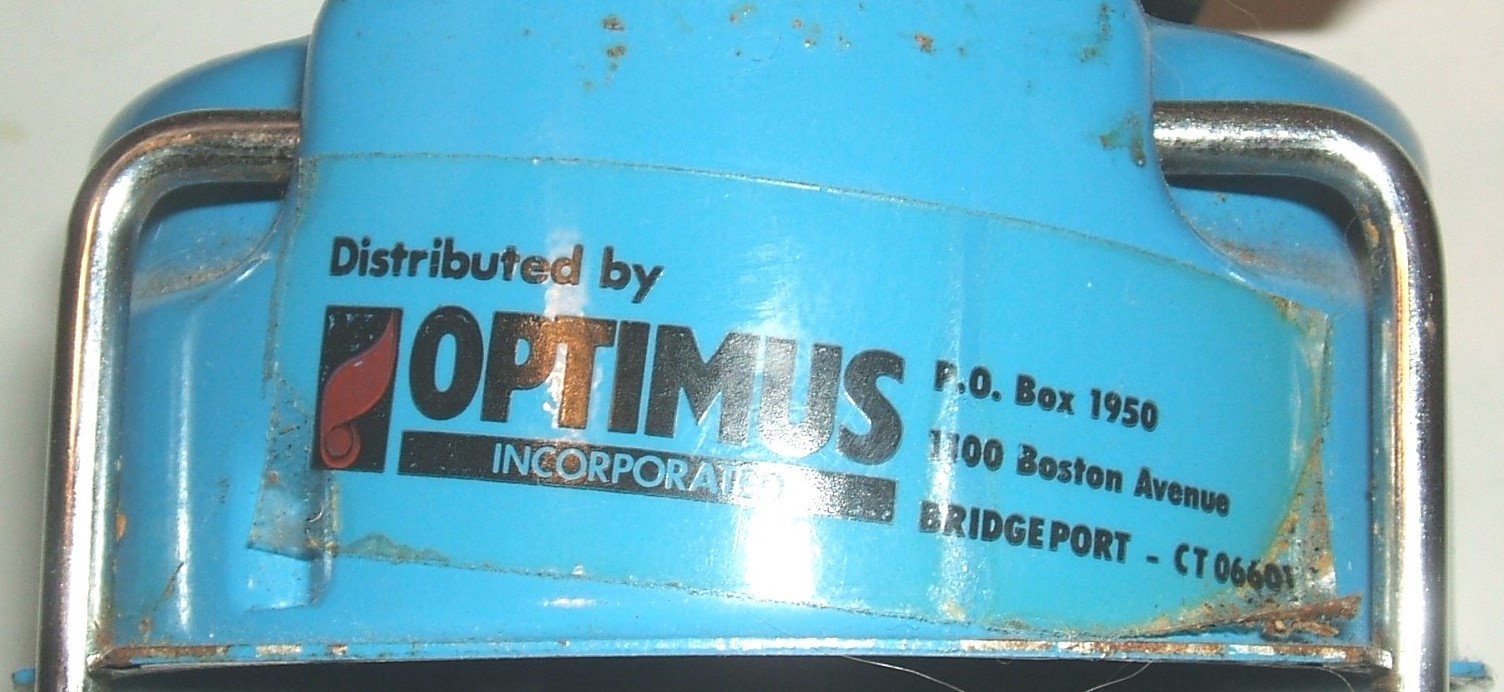 Distributed by
OPTIMUS
INCORPORATED
P.O. Box 1950
1100 Boston Avenue
BRIDGEPORT - CT 06601